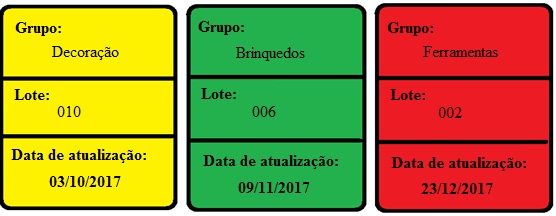 Grupo:
Decoração
Lote:
010
Data de atualização:
03/10/2017
Grupo:
Brinquedos
Lote:
006
Data de atualização:
09/11/2017
Grupo:
Ferramentas
Lote:
002
Data de atualização:
23/12/2017